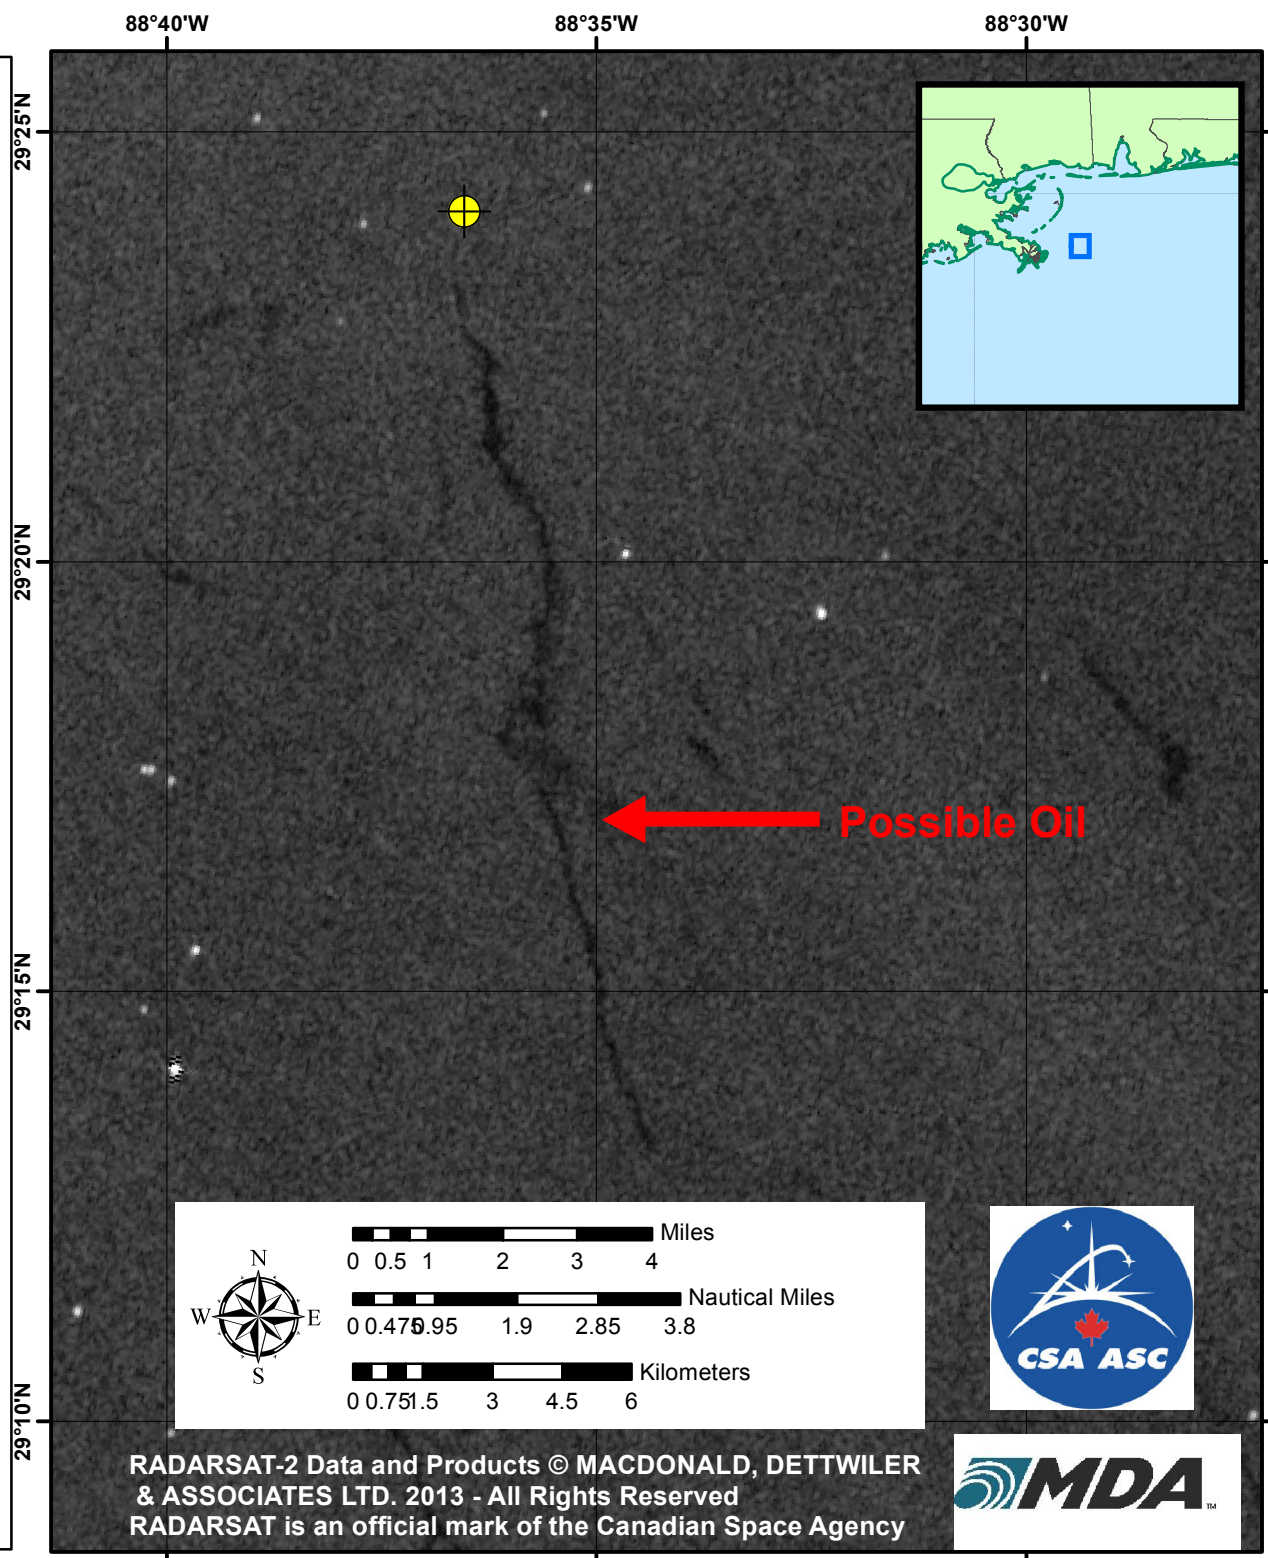 88°40'W 88°35'W 88°30'W
29°25'N
29°20'N
Possible Oil
29°15'N
Miles
0 0.5 1 2 3 4
N
W E
S
Nautical Miles
0 0.475 0.95 1.9 2.85 3.8
Kilometers
0 0.75 1.5 3 4.5 6
CSA ASC
29°10'N
RADARSAT-2 Data and Products © MACDONALD, DETTWILER
& ASSOCIATES LTD. 2013 - All Rights Reserved
RADARSAT is an official mark of the Canadian Space Agency
MDA™